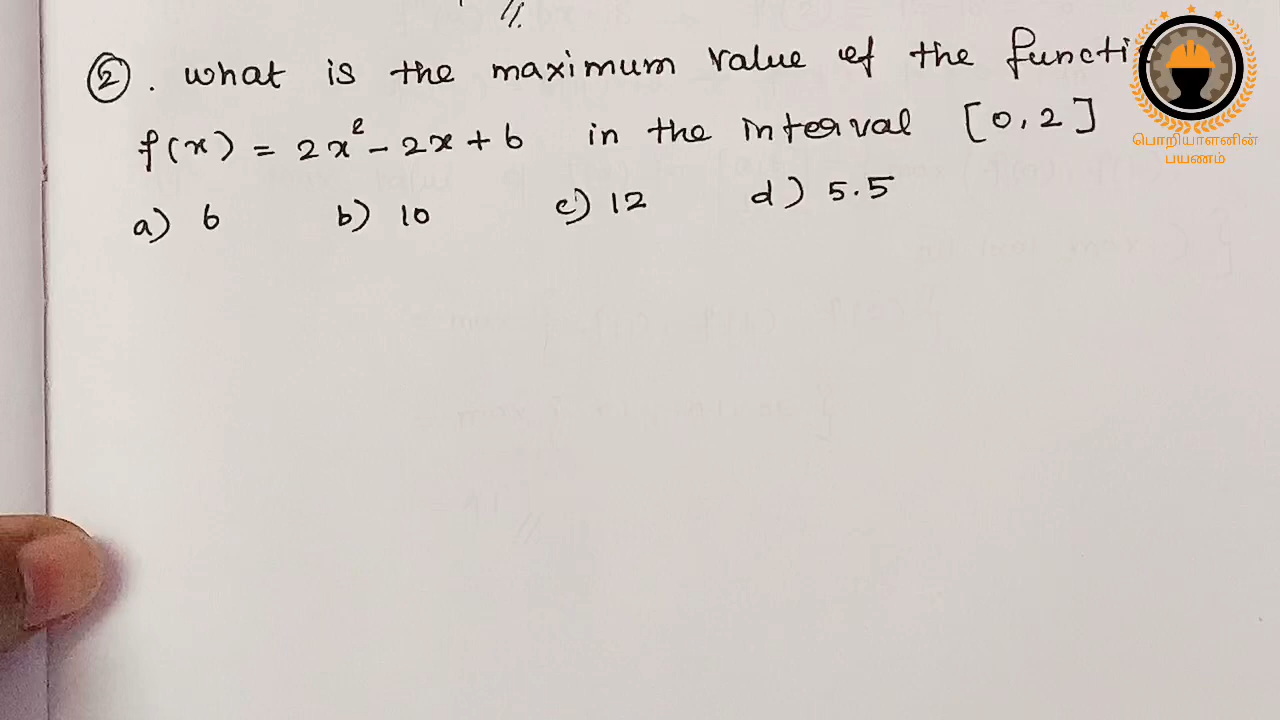 ②. what is the maximum value of the functi
f(x) = 2x² - 2x + 6 in the interval [0,2]
a) 6 b) 10 c) 12 d) 5.5
பொறியாளனின்
பயணம்